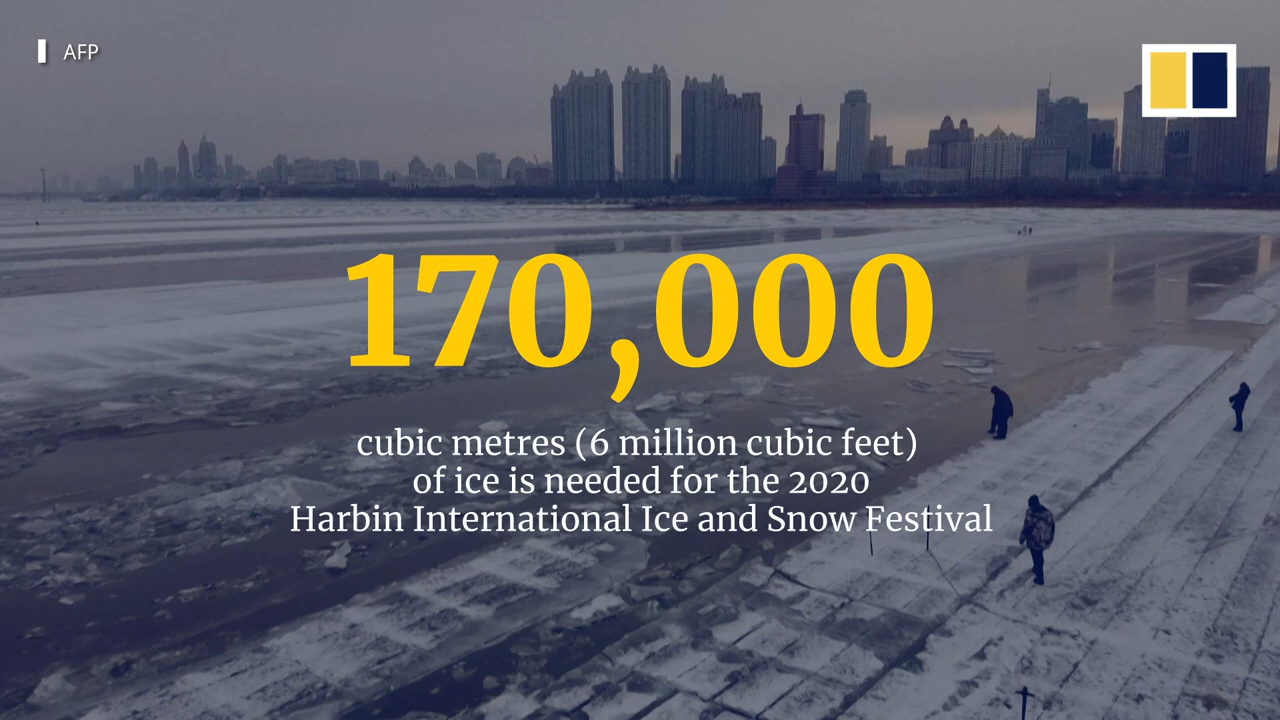 AFP
170,000
cubic metres (6 million cubic feet)
of ice is needed for the 2020
Harbin International Ice and Snow Festival